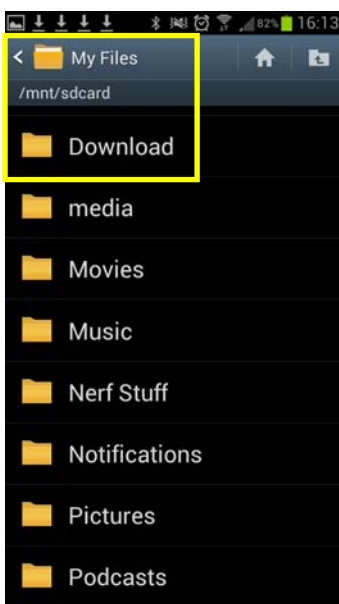 82% 16:13
My Files
/mnt/sdcard
Download
media
Movies
Music
Nerf Stuff
Notifications
Pictures
Podcasts